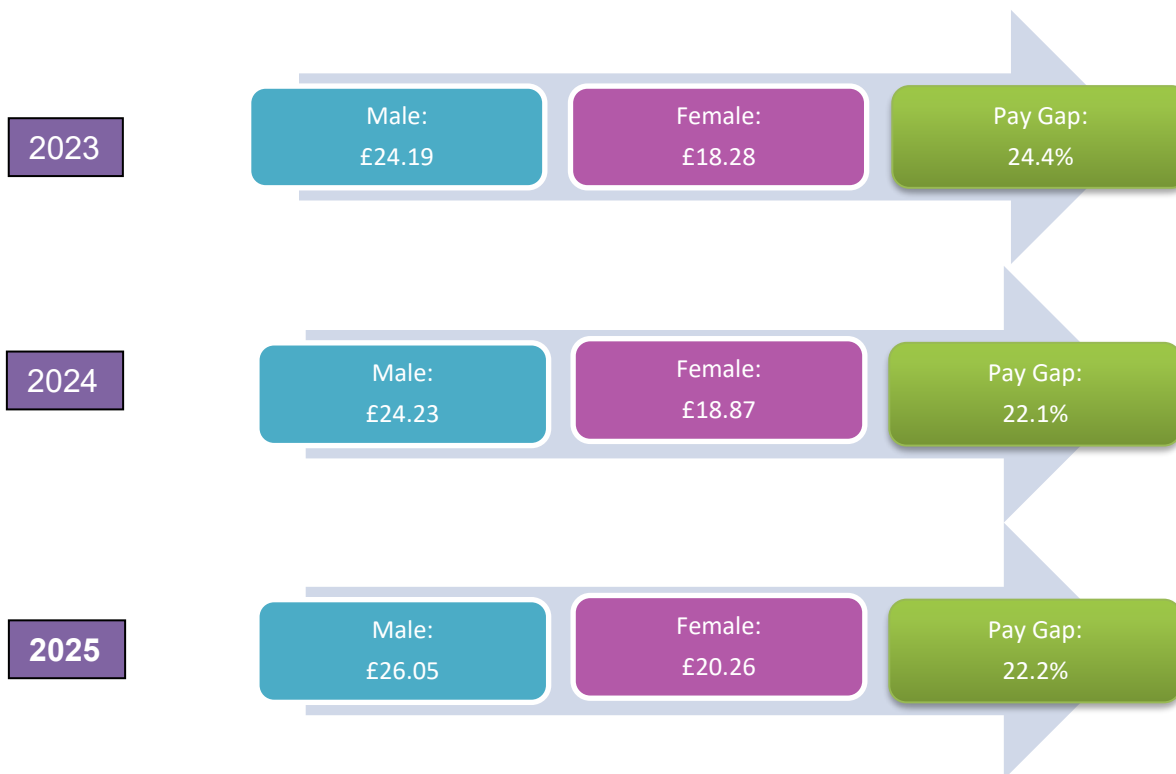 2023
Male:
£24.19
Female:
£18.28
Pay Gap:
24.4%
2024
Male:
£24.23
Female:
£18.87
Pay Gap:
22.1%
2025
Male:
£26.05
Female:
£20.26
Pay Gap:
22.2%